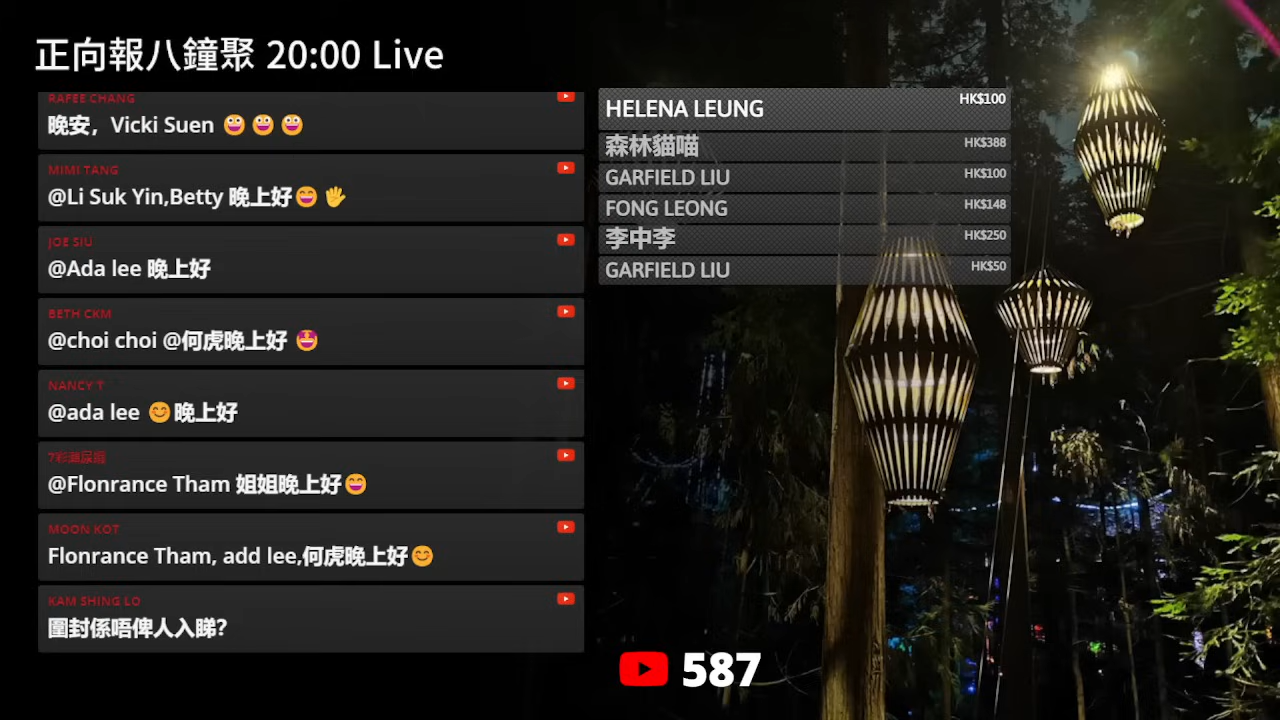 正向報八鐘聚 20:00 Live
RAFEE CHANG
晚安，Vicki Suen 😀 😀 😀
MIMI TANG
@Li Suk Yin,Betty 晚上好😄 🖐
JOE SIU
@Ada lee 晚上好
BETH CKM
@choi choi @何虎晚上好 🤩
NANCY T
@ada lee 😊晚上好
@Flonrance Tham 姐姐晚上好😄
MOON KOT
Flonrance Tham, add lee,何虎晚上好😊
KAM SHING LO
圍封係唔俾人入睇?
HELENA LEUNG HK$100
森林貓喵 HK$388
GARFIELD LIU HK$100
FONG LEONG HK$148
李中李 HK$250
GARFIELD LIU HK$50
587